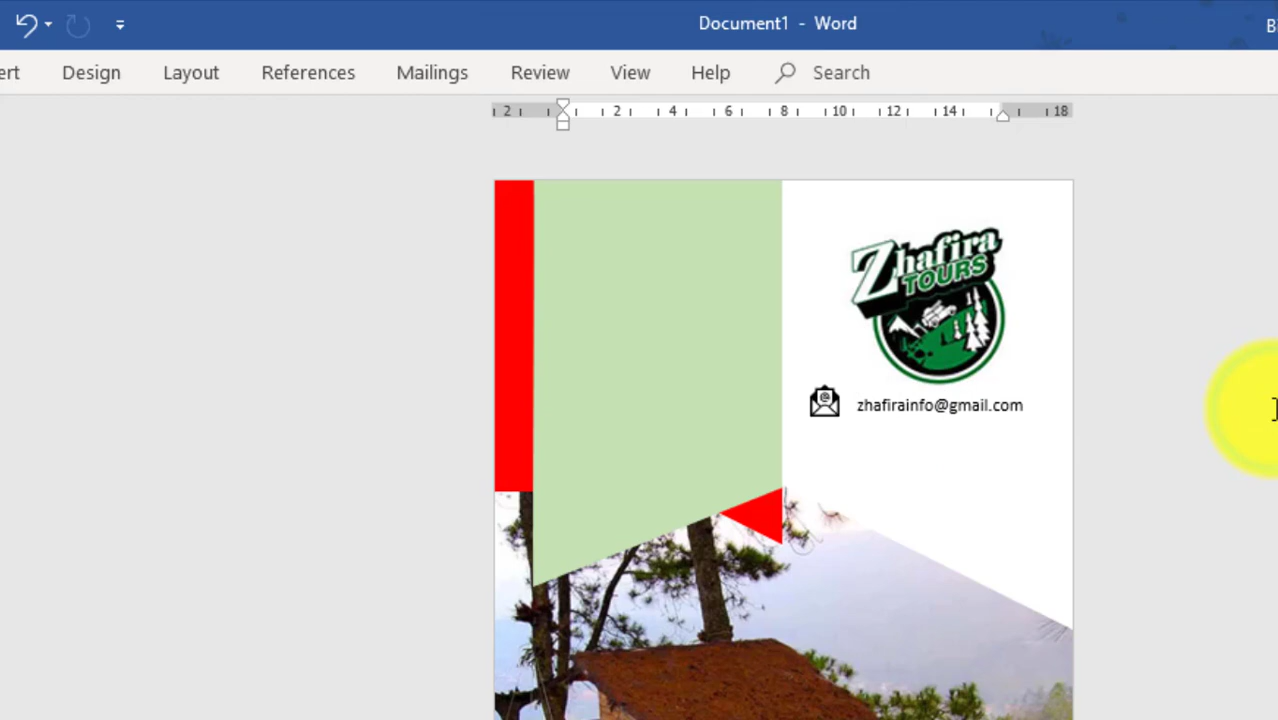 Document1 - Word
Design Layout References Mailings Review View Help Search
2 2 4 6 8 10 12 14 18
Zhafira
TOURS
@ zhafirainfo@gmail.com